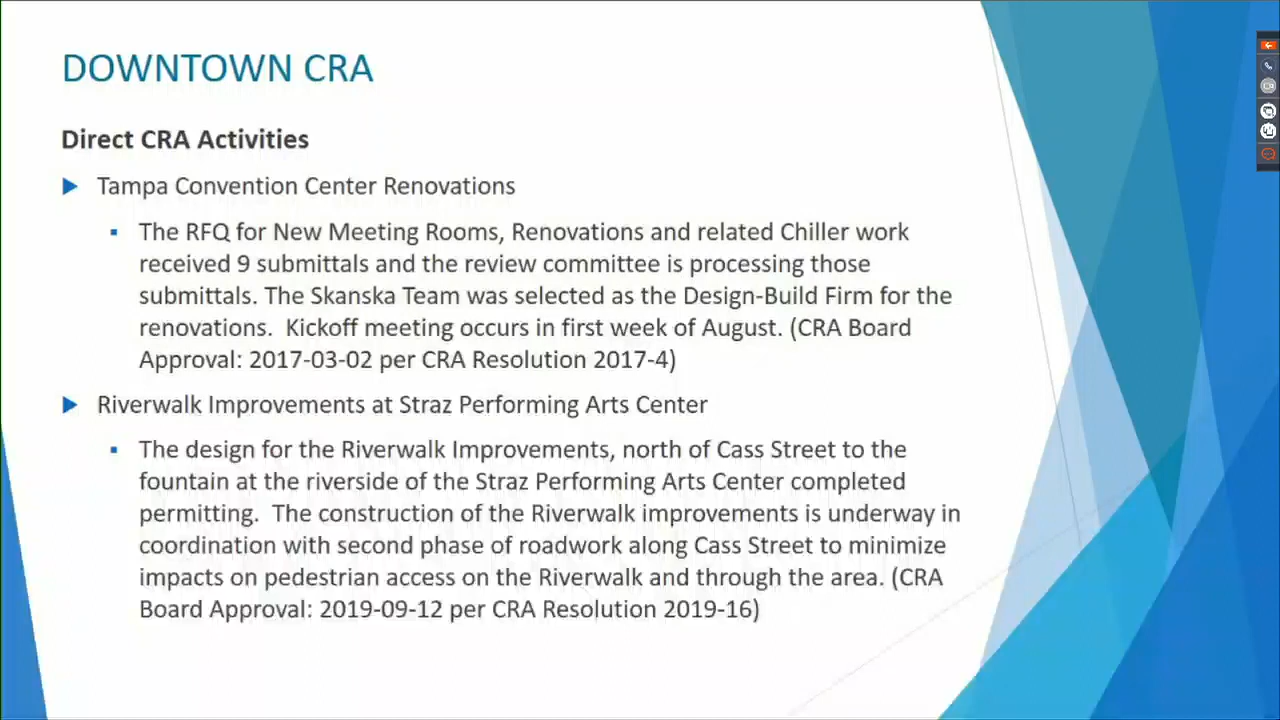 DOWNTOWN CRA
Direct CRA Activities
Tampa Convention Center Renovations
The RFQ for New Meeting Rooms, Renovations and related Chiller work
received 9 submittals and the review committee is processing those
submittals. The Skanska Team was selected as the Design-Build Firm for the
renovations.  Kickoff meeting occurs in first week of August. (CRA Board
Approval: 2017-03-02 per CRA Resolution 2017-4)
Riverwalk Improvements at Straz Performing Arts Center
The design for the Riverwalk Improvements, north of Cass Street to the
fountain at the riverside of the Straz Performing Arts Center completed
permitting.  The construction of the Riverwalk improvements is underway in
coordination with second phase of roadwork along Cass Street to minimize
impacts on pedestrian access on the Riverwalk and through the area. (CRA
Board Approval: 2019-09-12 per CRA Resolution 2019-16)